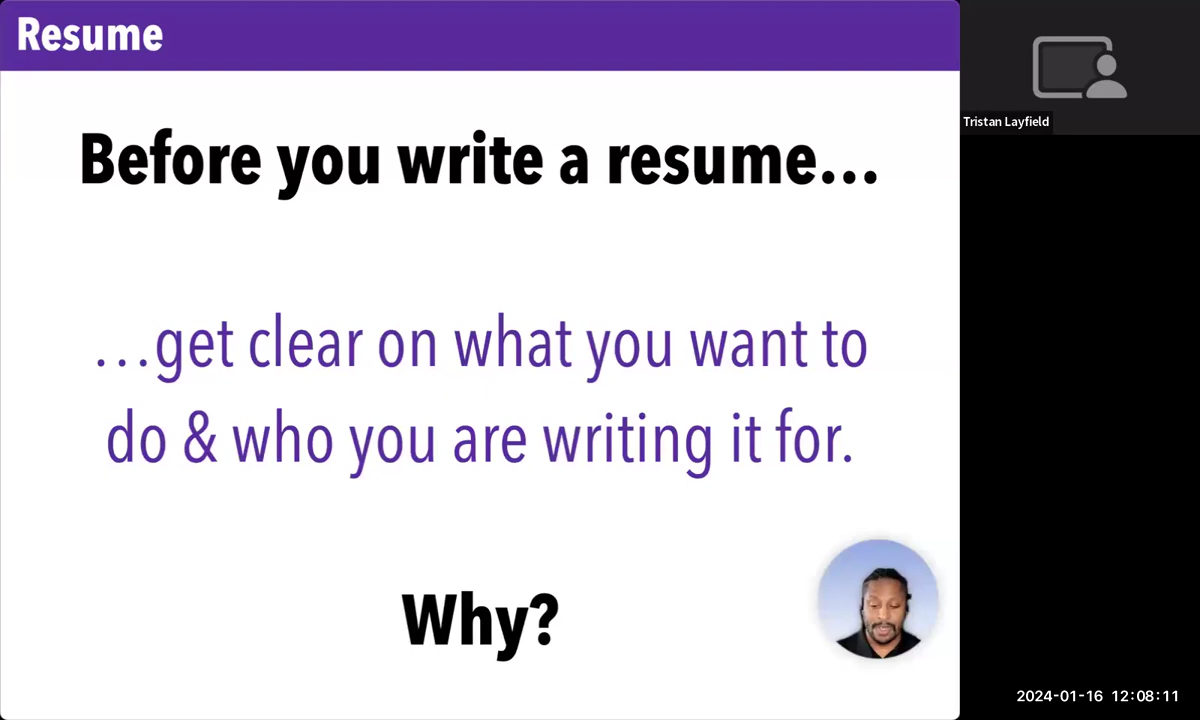 Resume
Before you write a resume...
...get clear on what you want to
do & who you are writing it for.
Why?
Tristan Layfield
2024-01-16 12:08:11